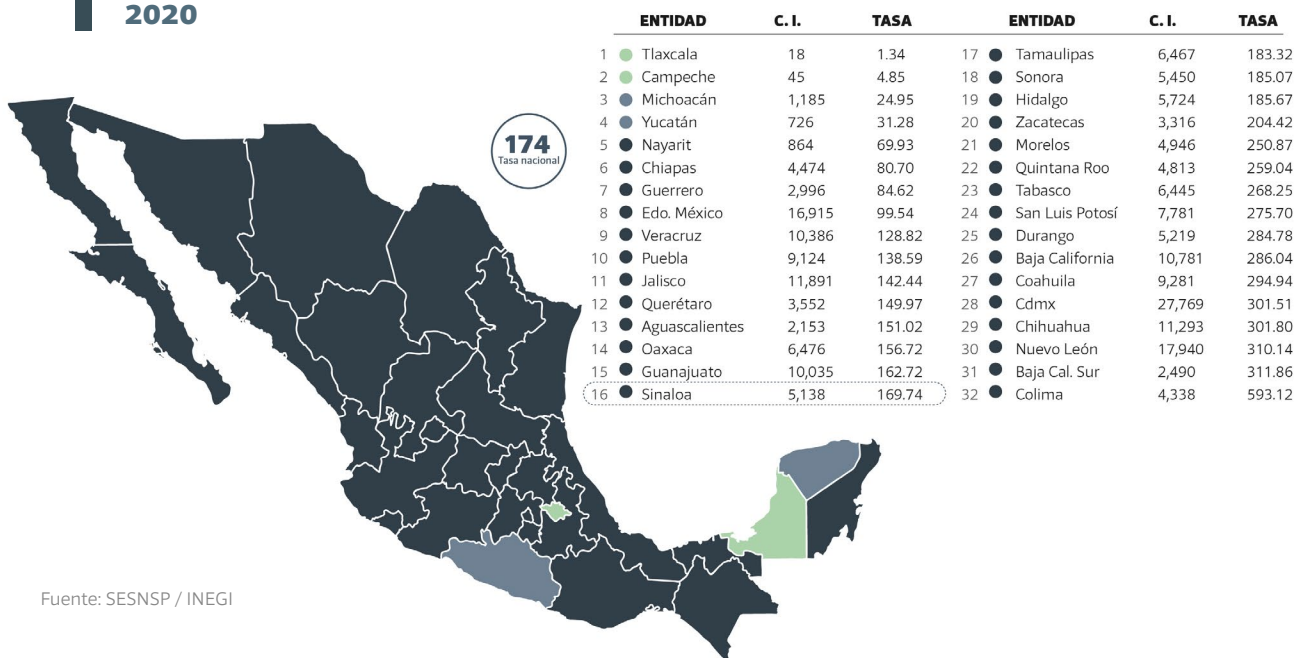 2020
ENTIDAD C. I. TASA
1 Tlaxcala 18 1.34
2 Campeche 45 4.85
3 Michoacán 1,185 24.95
4 Yucatán 726 31.28
5 Nayarit 864 69.93
6 Chiapas 4,474 80.70
7 Guerrero 2,996 84.62
8 Edo. México 16,915 99.54
9 Veracruz 10,386 128.82
10 Puebla 9,124 138.59
11 Jalisco 11,891 142.44
12 Querétaro 3,552 149.97
13 Aguascalientes 2,153 151.02
14 Oaxaca 6,476 156.72
15 Guanajuato 10,035 162.72
16 Sinaloa 5,138 169.74
ENTIDAD C. I. TASA
17 Tamaulipas 6,467 183.32
18 Sonora 5,450 185.07
19 Hidalgo 5,724 185.67
20 Zacatecas 3,316 204.42
21 Morelos 4,946 250.87
22 Quintana Roo 4,813 259.04
23 Tabasco 6,445 268.25
24 San Luis Potosí 7,781 275.70
25 Durango 5,219 284.78
26 Baja California 10,781 286.04
27 Coahuila 9,281 294.94
28 Cdmx 27,769 301.51
29 Chihuahua 11,293 301.80
30 Nuevo León 17,940 310.14
31 Baja Cal. Sur 2,490 311.86
32 Colima 4,338 593.12
174
Tasa nacional
Fuente: SESNSP / INEGI